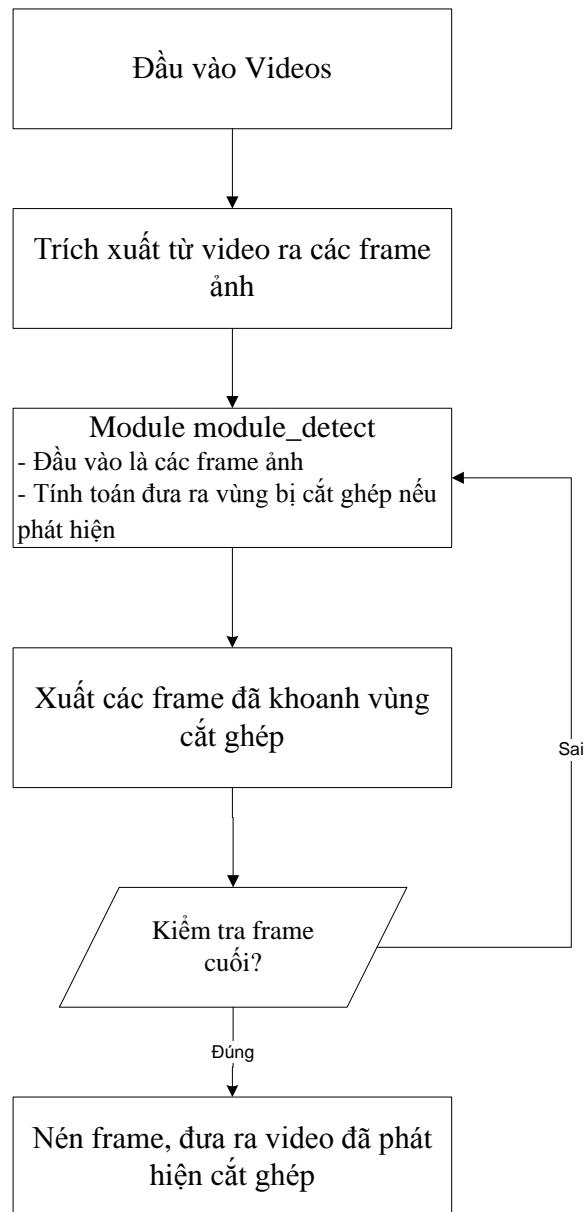 Đầu vào Videos
Trích xuất từ video ra các frame
ảnh
Module module_detect
- Đầu vào là các frame ảnh
- Tính toán đưa ra vùng bị cắt ghép nếu
phát hiện
Xuất các frame đã khoanh vùng
cắt ghép
Sai
Kiểm tra frame
cuối?
Đúng
Nén frame, đưa ra video đã phát
hiện cắt ghép